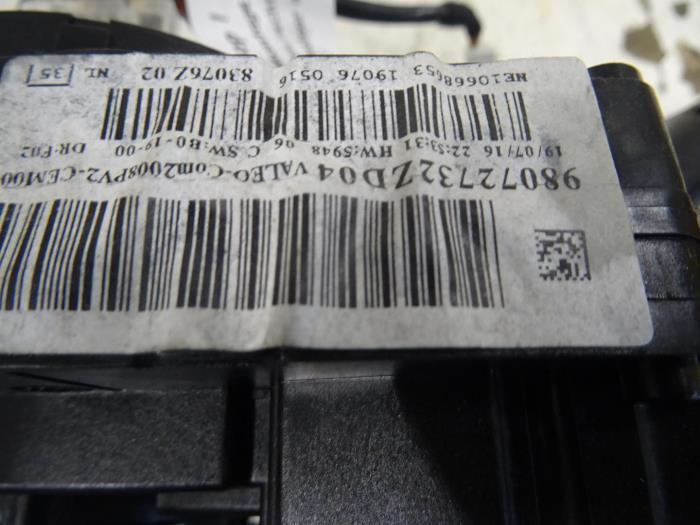 98072732ZD04 VALEO-Com2008PV2-CEM00
19/07/16 22:53:31 HW:5948 06 C SW:B0-19-00 DR:F02
NE10668653 19076 0516 83076Z 02 NL 35